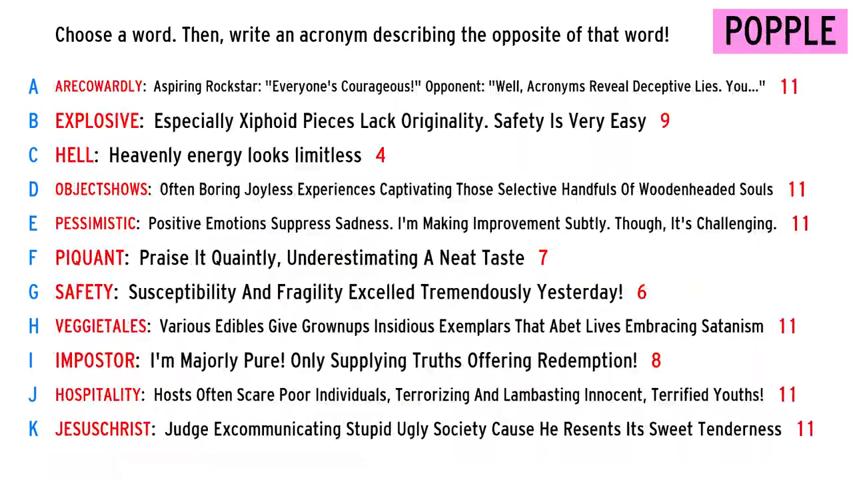 Choose a word. Then, write an acronym describing the opposite of that word!
POPPLE
A ARECOWARDLY: Aspiring Rockstar: "Everyone's Courageous!" Opponent: "Well, Acronyms Reveal Deceptive Lies. You..." 11
B EXPLOSIVE: Especially Xiphoid Pieces Lack Originality. Safety Is Very Easy 9
C HELL: Heavenly energy looks limitless 4
D OBJECTSHOWS: Often Boring Joyless Experiences Captivating Those Selective Handfuls Of Woodenheaded Souls 11
E PESSIMISTIC: Positive Emotions Suppress Sadness. I'm Making Improvement Subtly. Though, It's Challenging. 11
F PIQUANT: Praise It Quaintly, Underestimating A Neat Taste 7
G SAFETY: Susceptibility And Fragility Excelled Tremendously Yesterday! 6
H VEGGIETALES: Various Edibles Give Grownups Insidious Exemplars That Abet Lives Embracing Satanism 11
I IMPOSTOR: I'm Majorly Pure! Only Supplying Truths Offering Redemption! 8
J HOSPITALITY: Hosts Often Scare Poor Individuals, Terrorizing And Lambasting Innocent, Terrified Youths! 11
K JESUSCHRIST: Judge Excommunicating Stupid Ugly Society Cause He Resents Its Sweet Tenderness 11